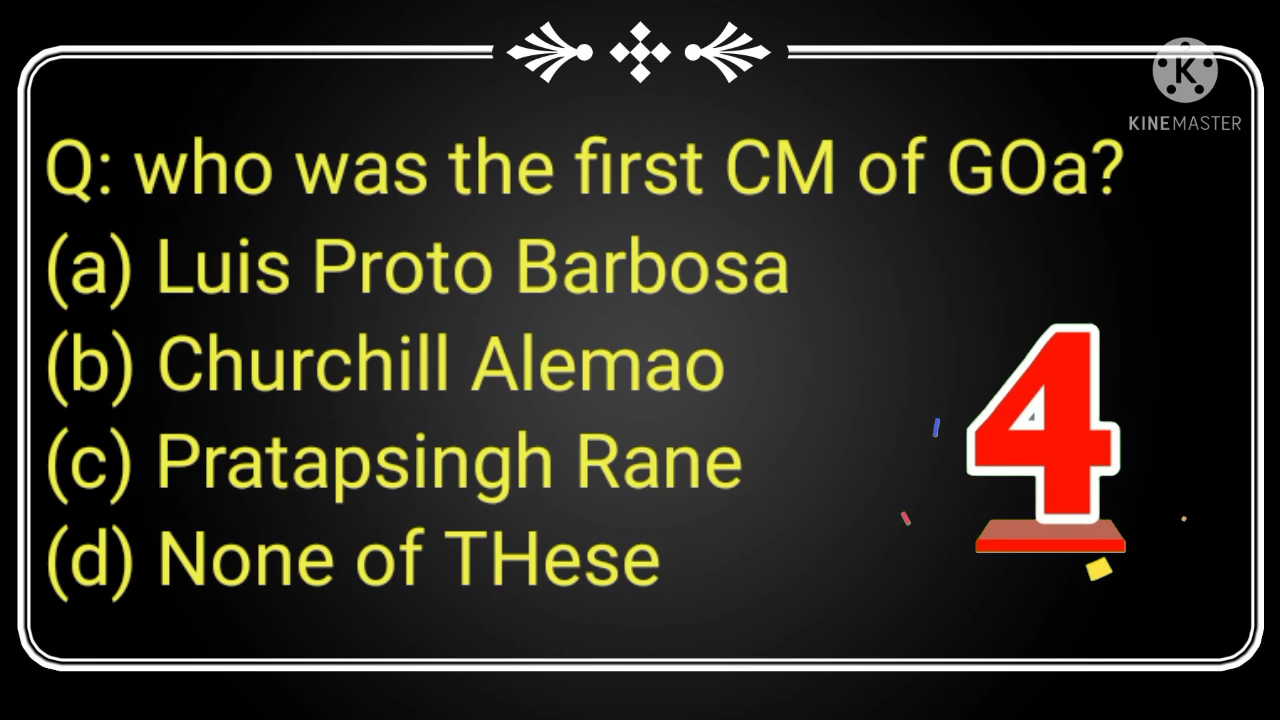 K
KINEMASTER
Q: who was the first CM of GOa?
(a) Luis Proto Barbosa
(b) Churchill Alemao
(c) Pratapsingh Rane
(d) None of THese
4